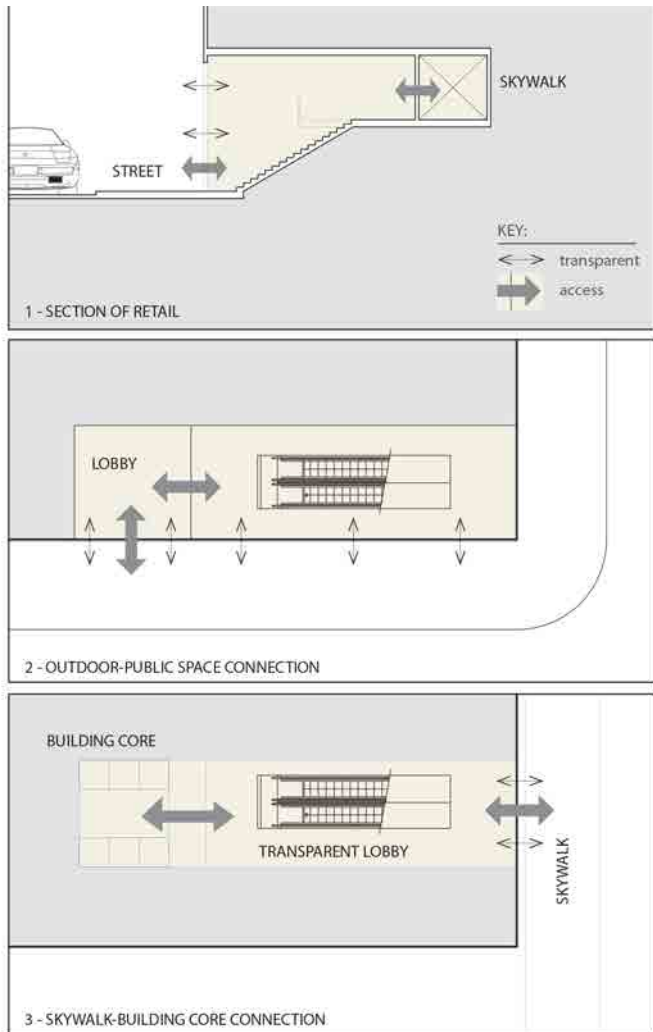 SKYWALK
STREET
KEY:
transparent
access
1 - SECTION OF RETAIL
LOBBY
2 - OUTDOOR-PUBLIC SPACE CONNECTION
BUILDING CORE
TRANSPARENT LOBBY
SKYWALK
3 - SKYWALK-BUILDING CORE CONNECTION